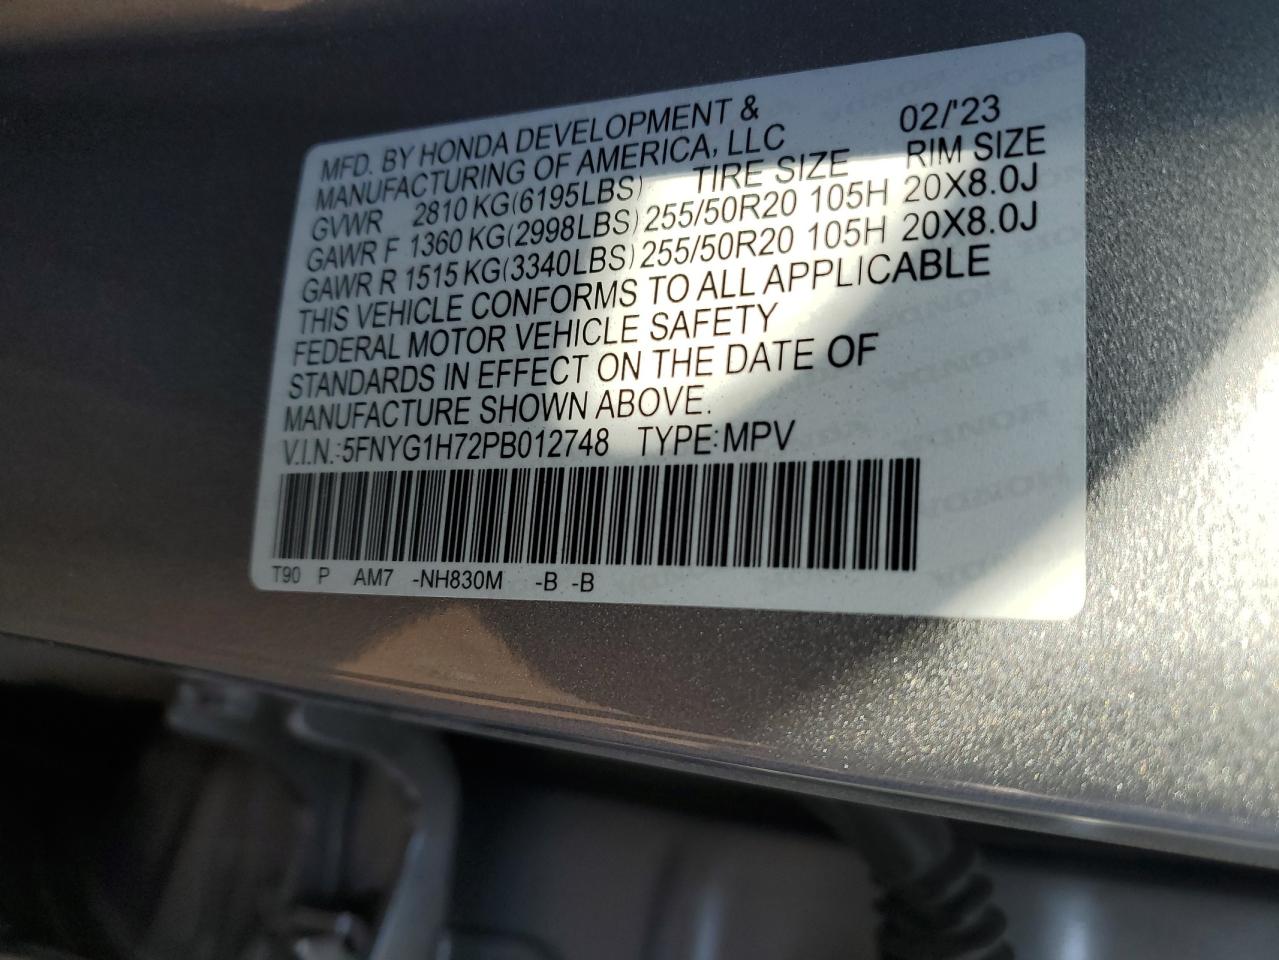 MFD. BY HONDA DEVELOPMENT &
MANUFACTURING OF AMERICA, LLC 02/'23
GVWR 2810 KG(6195LBS) TIRE SIZE RIM SIZE
GAWR F 1360 KG(2998LBS) 255/50R20 105H 20X8.0J
GAWR R 1515 KG(3340LBS) 255/50R20 105H 20X8.0J
THIS VEHICLE CONFORMS TO ALL APPLICABLE
FEDERAL MOTOR VEHICLE SAFETY
STANDARDS IN EFFECT ON THE DATE OF
MANUFACTURE SHOWN ABOVE.
V.I.N.:5FNYG1H72PB012748 TYPE:MPV
T90 P AM7 -NH830M -B -B